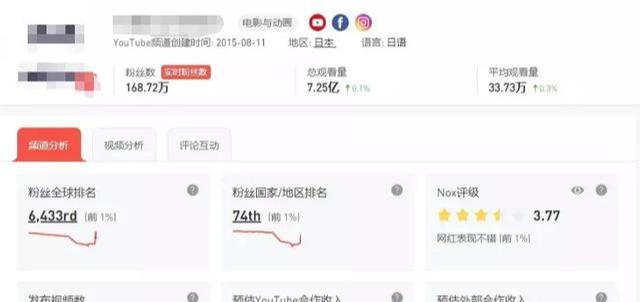 电影与动画
YouTube频道创建时间: 2015-08-11 地区: 日本 语言: 日语
粉丝数 实时粉丝数 总观看量 平均观看量
168.72万 7.25亿 ↑0.1% 33.73万 ↑0.3%
频道分析 视频分析 评论互动
粉丝全球排名 粉丝国家/地区排名 Nox评级
6,433rd (前 1%) 74th (前 1%) 3.77
网红表现不错 (前 1%)
发布视频数 预估YouTube合作收入 预估外部合作收入